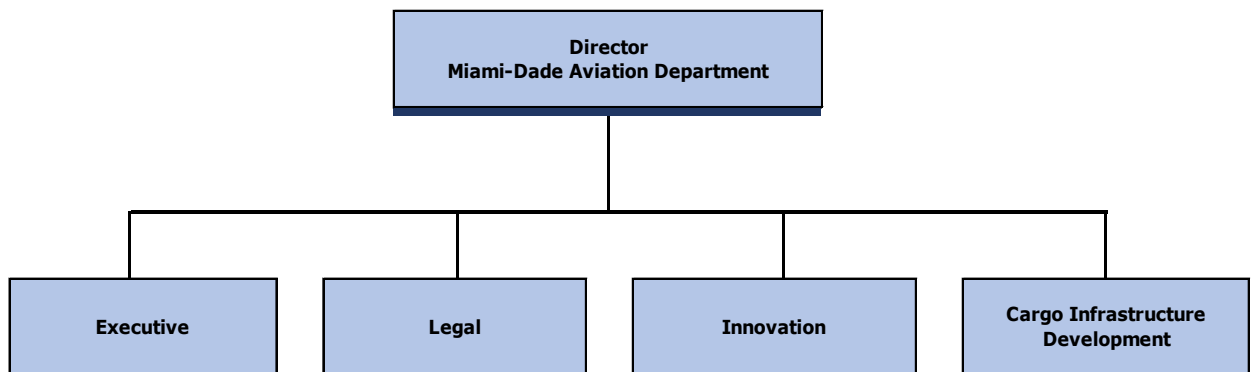 Director
Miami-Dade Aviation Department
Executive
Legal
Innovation
Cargo Infrastructure
Development